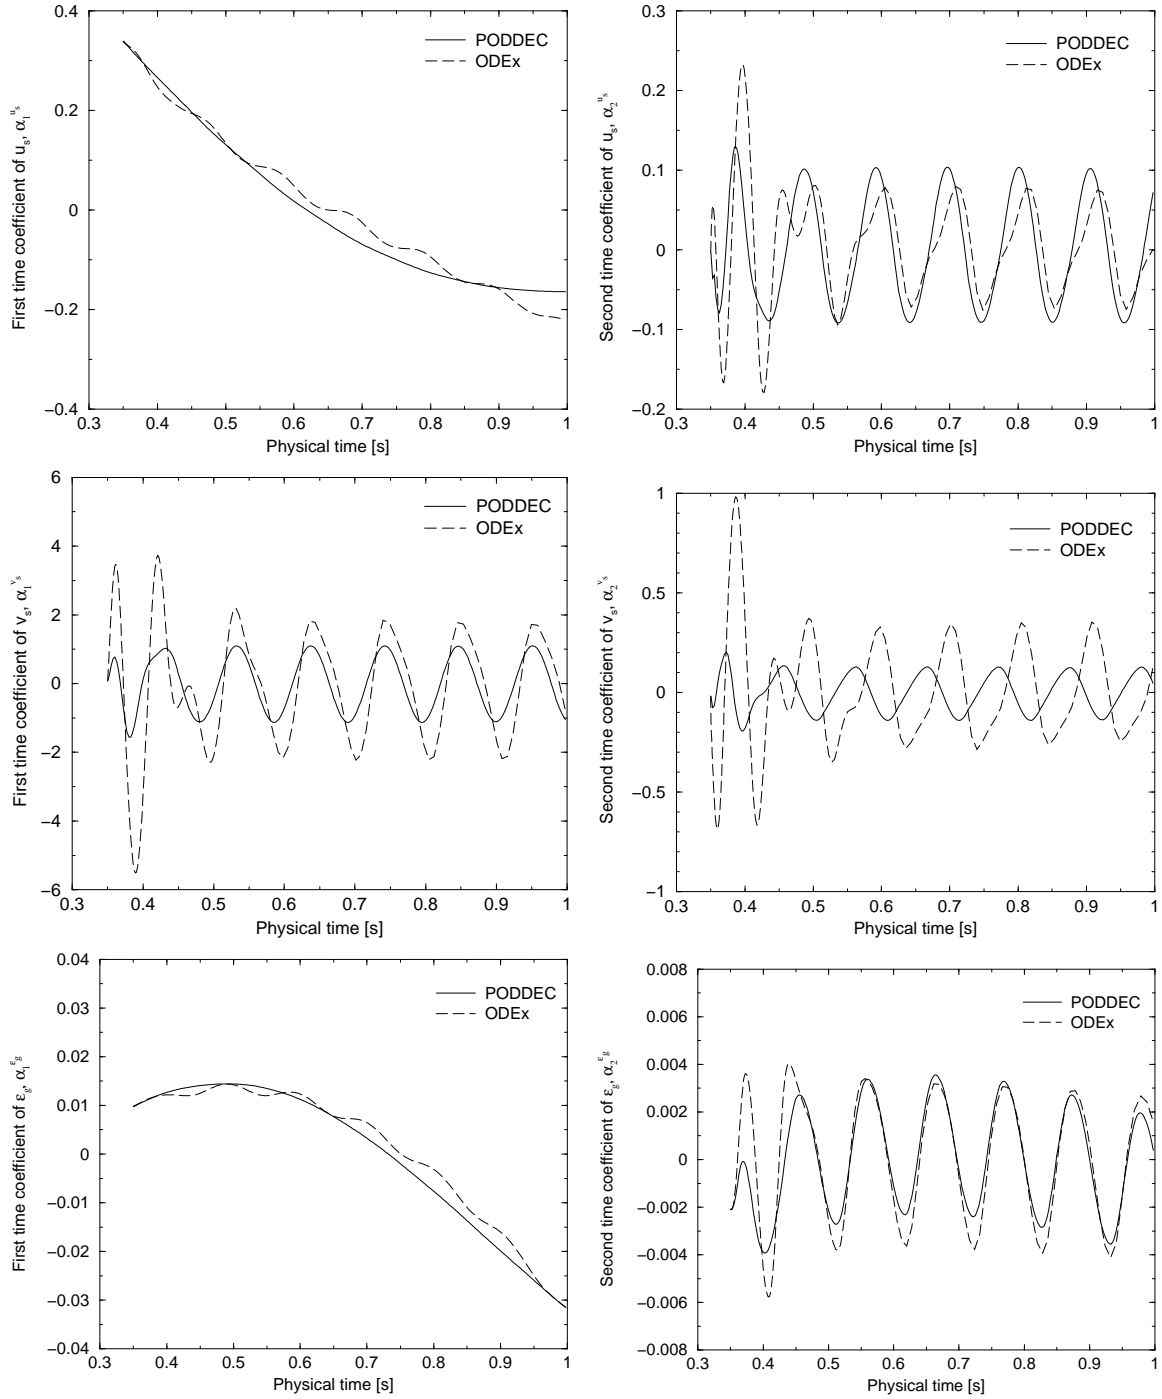 First time coefficient of u_s, α_1^{u_s}
0.4
0.2
0
−0.2
−0.4
PODDEC
ODEx
0.3 0.4 0.5 0.6 0.7 0.8 0.9 1
Physical time [s]
Second time coefficient of u_s, α_2^{u_s}
0.3
0.2
0.1
0
−0.1
−0.2
PODDEC
ODEx
0.3 0.4 0.5 0.6 0.7 0.8 0.9 1
Physical time [s]
First time coefficient of v_s, α_1^{v_s}
6
4
2
0
−2
−4
−6
PODDEC
ODEx
0.3 0.4 0.5 0.6 0.7 0.8 0.9 1
Physical time [s]
Second time coefficient of v_s, α_2^{v_s}
1
0.5
0
−0.5
−1
PODDEC
ODEx
0.3 0.4 0.5 0.6 0.7 0.8 0.9 1
Physical time [s]
First time coefficient of ε_g, α_1^{ε_g}
0.04
0.03
0.02
0.01
0
−0.01
−0.02
−0.03
−0.04
PODDEC
ODEx
0.3 0.4 0.5 0.6 0.7 0.8 0.9 1
Physical time [s]
Second time coefficient of ε_g, α_2^{ε_g}
0.008
0.006
0.004
0.002
0
−0.002
−0.004
−0.006
−0.008
PODDEC
ODEx
0.3 0.4 0.5 0.6 0.7 0.8 0.9 1
Physical time [s]